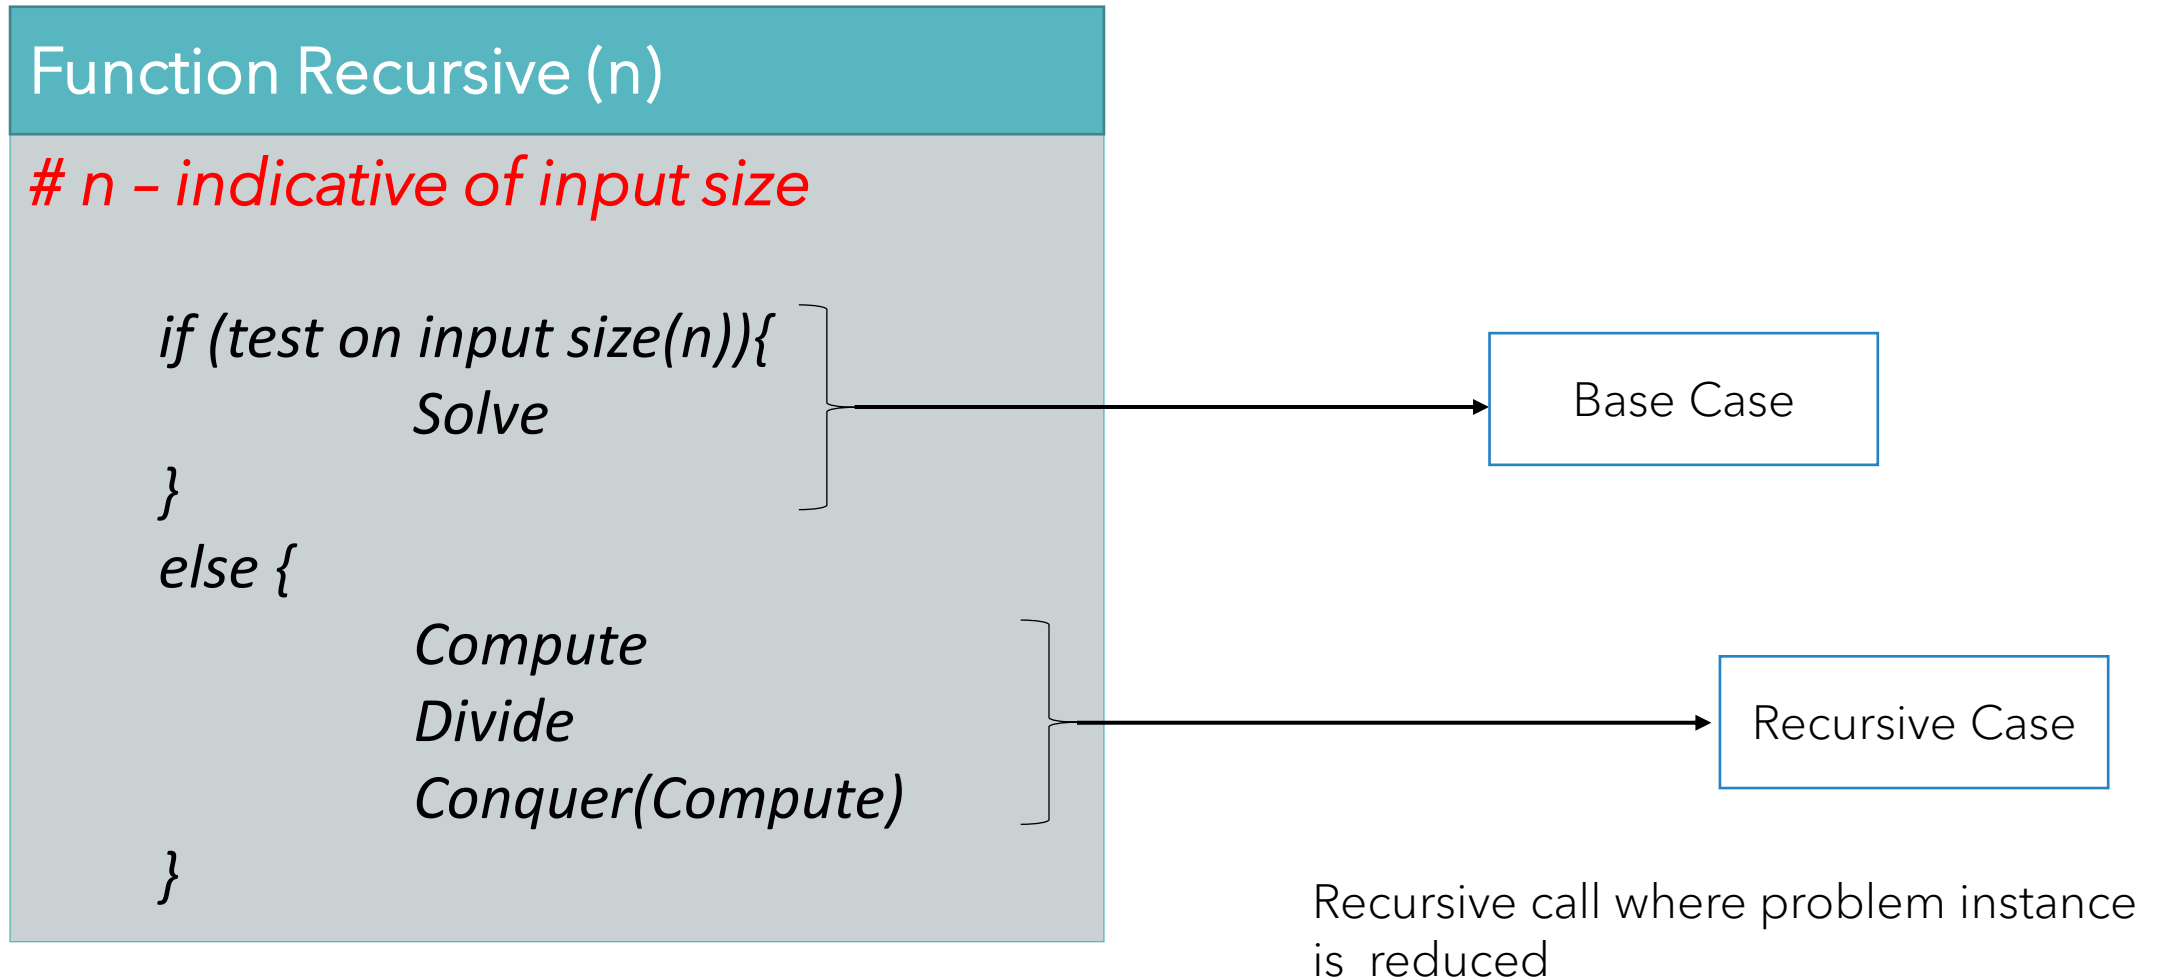 Function Recursive (n)
# n – indicative of input size
if (test on input size(n)){
Solve
}
else {
Compute
Divide
Conquer(Compute)
}
Base Case
Recursive Case
Recursive call where problem instance
is reduced